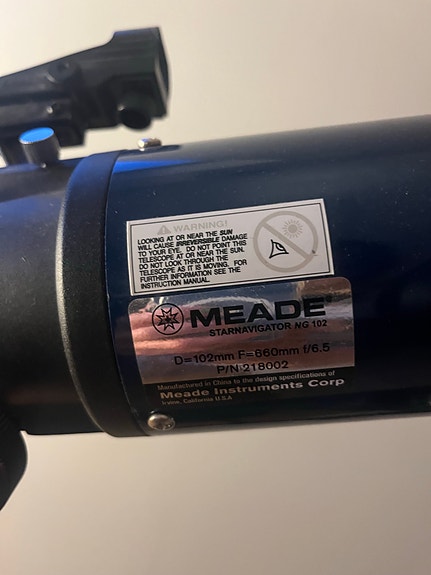 WARNING!
LOOKING AT OR NEAR THE SUN
WILL CAUSE IRREVERSIBLE DAMAGE
TO YOUR EYE. DO NOT POINT THIS
TELESCOPE AT OR NEAR THE SUN.
DO NOT LOOK THROUGH THE
TELESCOPE AS IT IS MOVING. FOR
FURTHER INFORMATION SEE THE
INSTRUCTION MANUAL.
MEADE®
STARNAVIGATOR NG 102
D=102mm F=660mm f/6.5
P/N 218002
Manufactured in China to the design specifications of
Meade Instruments Corp
Irvine, California U.S.A